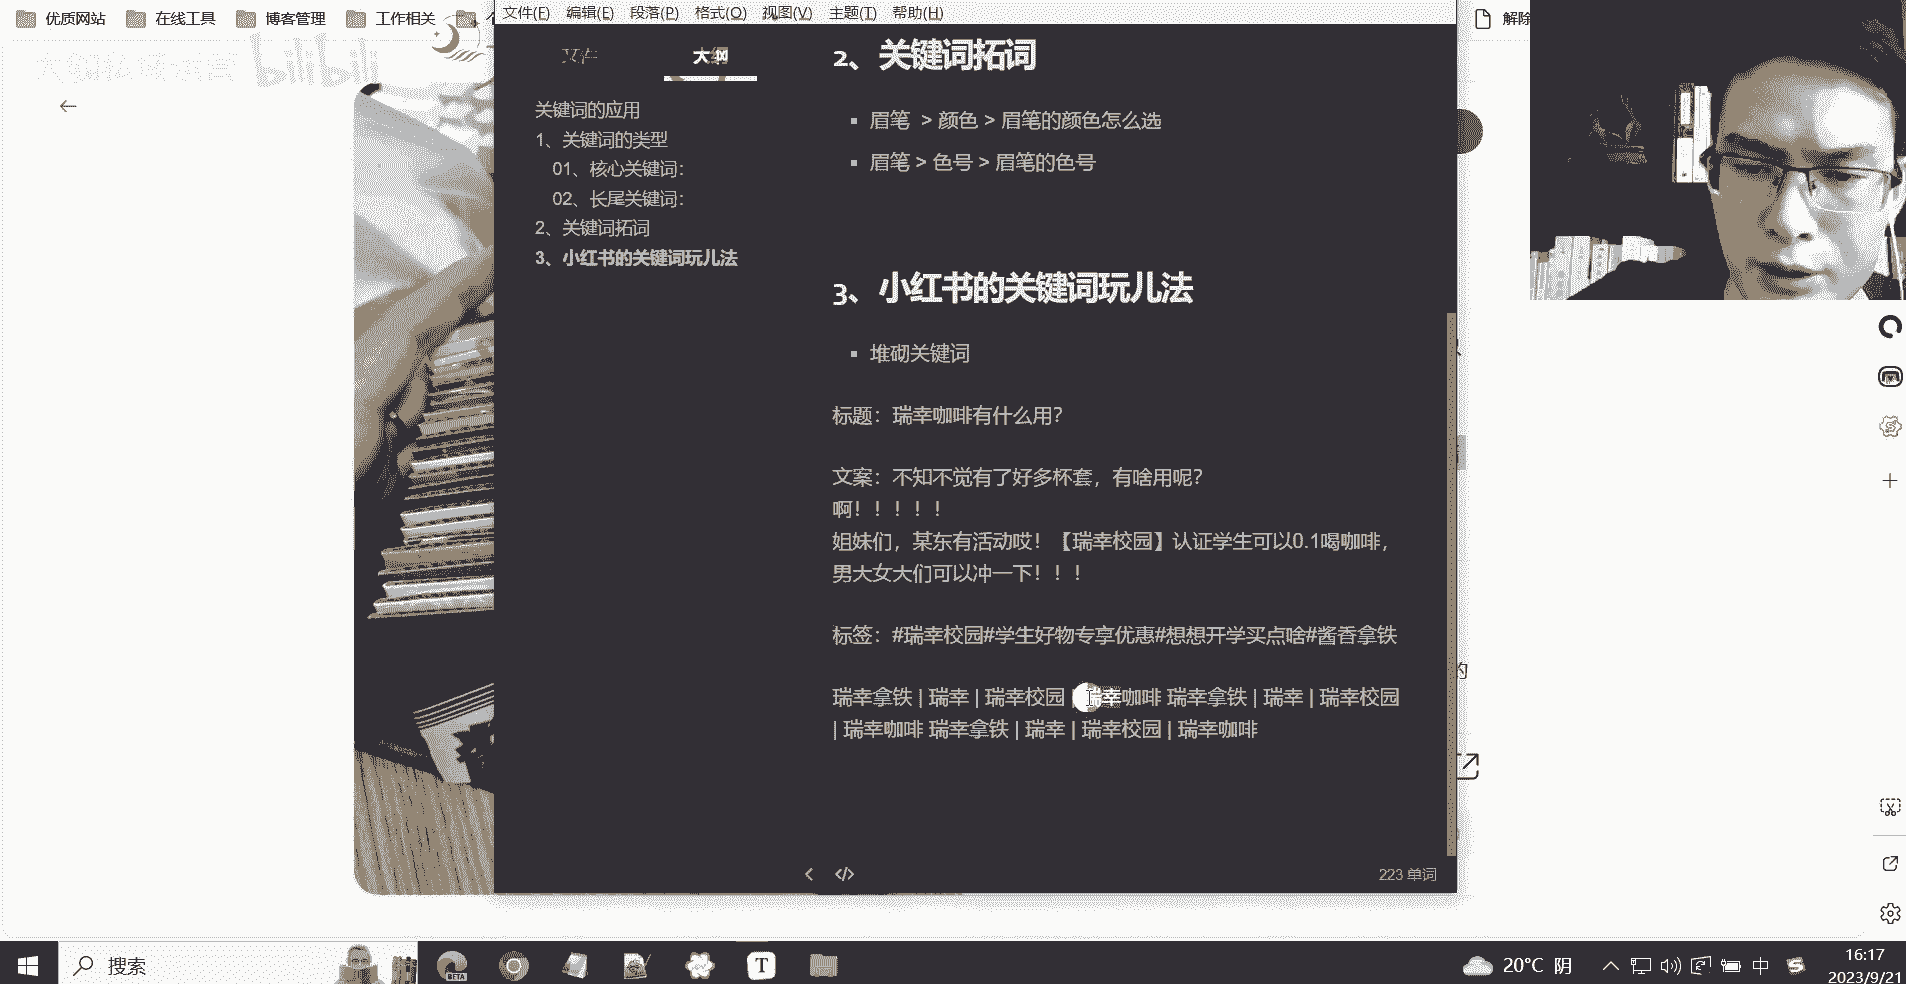 优质网站 在线工具 博客管理 工作相关
文件(F) 编辑(E) 段落(P) 格式(O) 视图(V) 主题(T) 帮助(H)
解除
bilibili
大纲
关键词的应用
1、关键词的类型
01、核心关键词:
02、长尾关键词:
2、关键词拓词
3、小红书的关键词玩儿法
2、关键词拓词
眉笔 > 颜色 > 眉笔的颜色怎么选
眉笔 > 色号 > 眉笔的色号
3、小红书的关键词玩儿法
堆砌关键词
标题：瑞幸咖啡有什么用?
文案：不知不觉有了好多杯套，有啥用呢?
啊！！！！！
姐妹们，某东有活动哎！【瑞幸校园】认证学生可以0.1喝咖啡，
男大女大们可以冲一下！！！
标签：#瑞幸校园#学生好物专享优惠#想想开学买点啥#酱香拿铁
瑞幸拿铁 | 瑞幸 | 瑞幸校园 | 瑞幸咖啡 瑞幸拿铁 | 瑞幸 | 瑞幸校园
| 瑞幸咖啡 瑞幸拿铁 | 瑞幸 | 瑞幸校园 | 瑞幸咖啡
的
223 单词
搜索
BETA
T
20°C 阴
中
16:17
2023/9/21